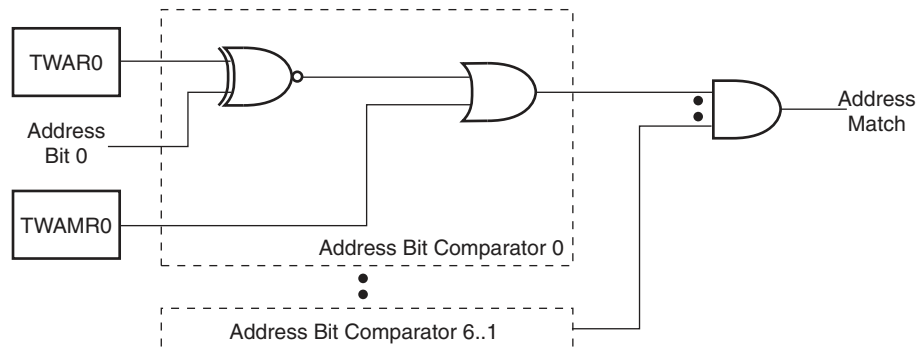 TWAR0
Address
Bit 0
Address
Match
TWAMR0
Address Bit Comparator 0
Address Bit Comparator 6..1